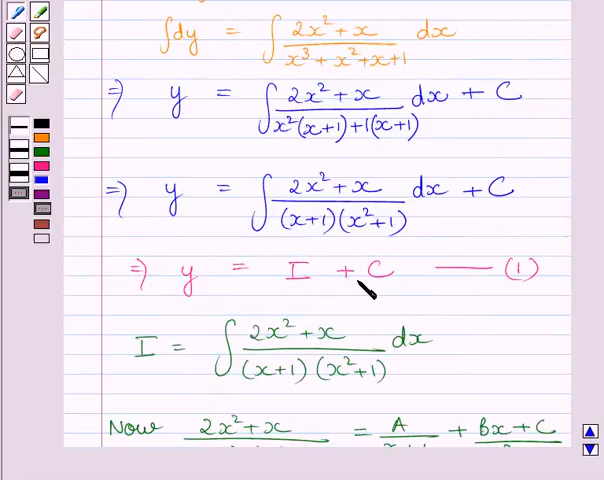 ∫dy = ∫ (2x² + x)/(x³ + x² + x + 1) dx
⇒ y = ∫ (2x² + x)/(x²(x+1) + 1(x+1)) dx + C
⇒ y = ∫ (2x² + x)/((x+1)(x²+1)) dx + C
⇒ y = I + C —— (1)
I = ∫ (2x² + x)/((x+1)(x²+1)) dx
Now 2x² + x = A + Bx + C